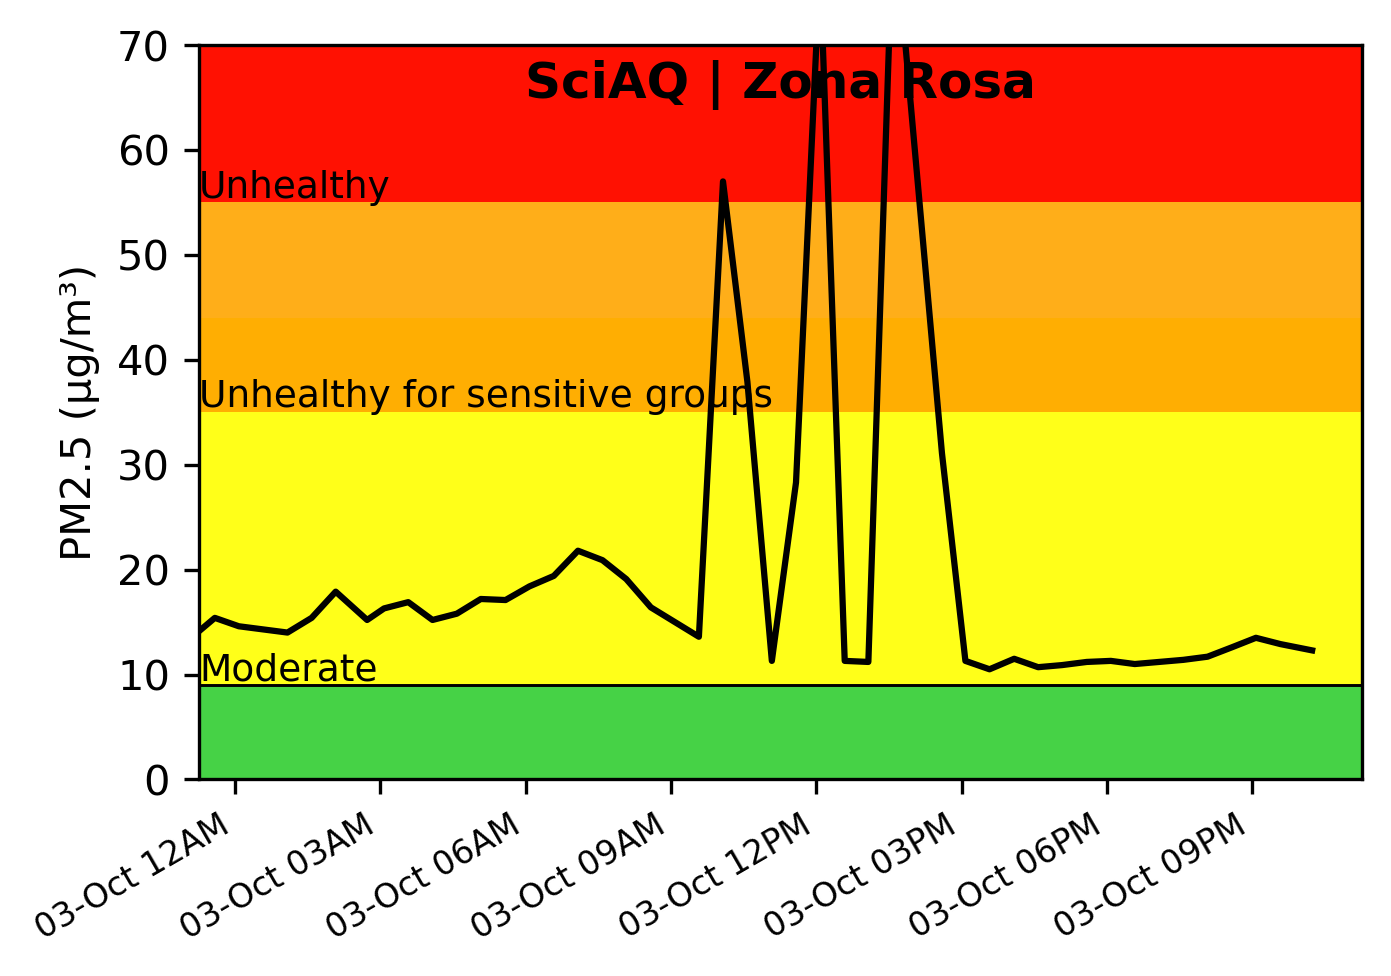 SciAQ | Zona Rosa
PM2.5 (µg/m³)
70
60
50
40
30
20
10
0
Unhealthy
Unhealthy for sensitive groups
Moderate
03-Oct 12AM
03-Oct 03AM
03-Oct 06AM
03-Oct 09AM
03-Oct 12PM
03-Oct 03PM
03-Oct 06PM
03-Oct 09PM